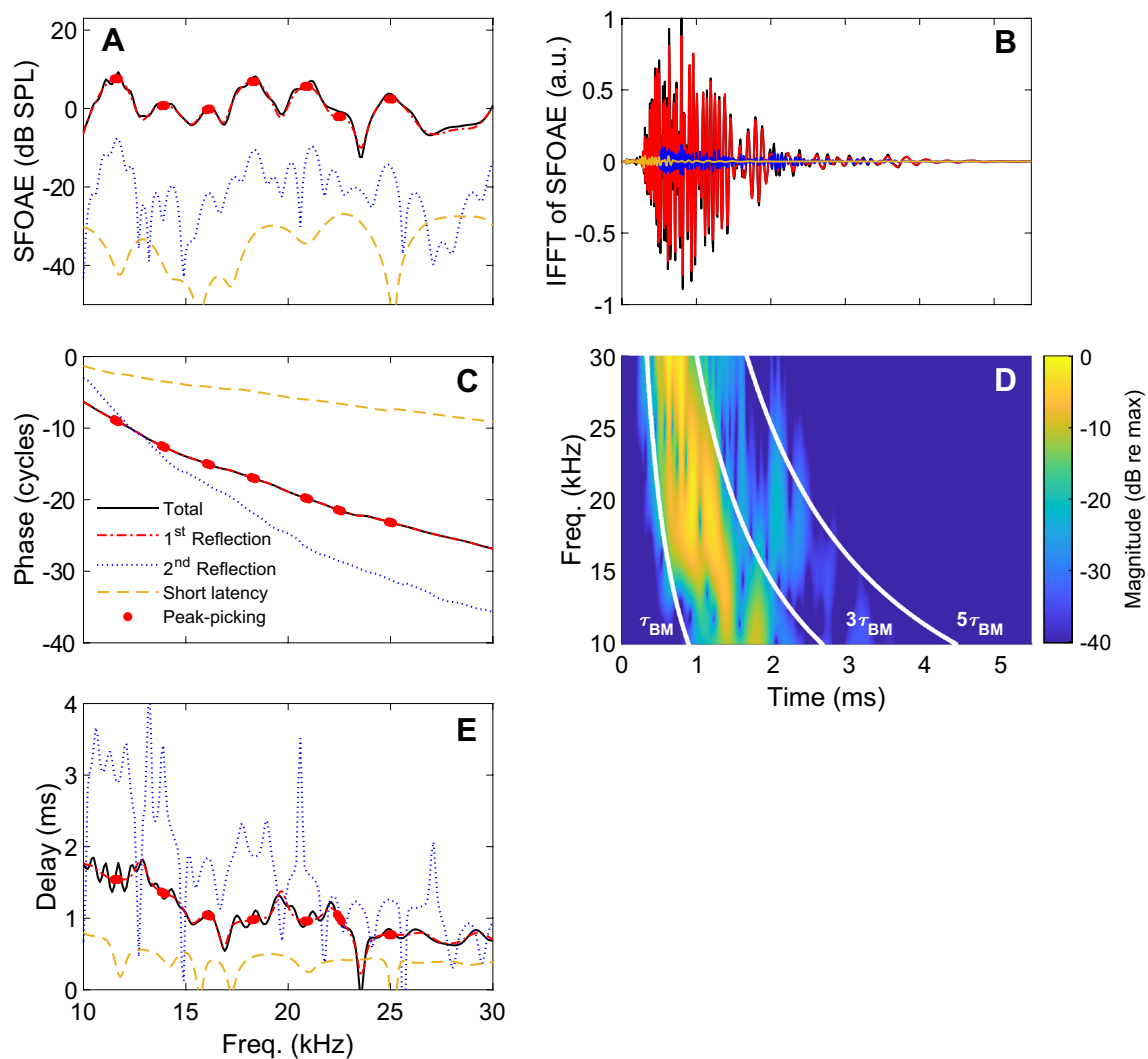 A
SFOAE (dB SPL)
20
0
-20
-40
B
IFFT of SFOAE (a.u.)
1
0.5
0
-0.5
-1
C
Phase (cycles)
0
-10
-20
-30
-40
Total
1st Reflection
2nd Reflection
Short latency
Peak-picking
D
Freq. (kHz)
30
25
20
15
10
τBM
3τBM
5τBM
0 1 2 3 4 5
Time (ms)
0
-10
-20
-30
-40
Magnitude (dB re max)
E
Delay (ms)
4
3
2
1
0
10 15 20 25 30
Freq. (kHz)